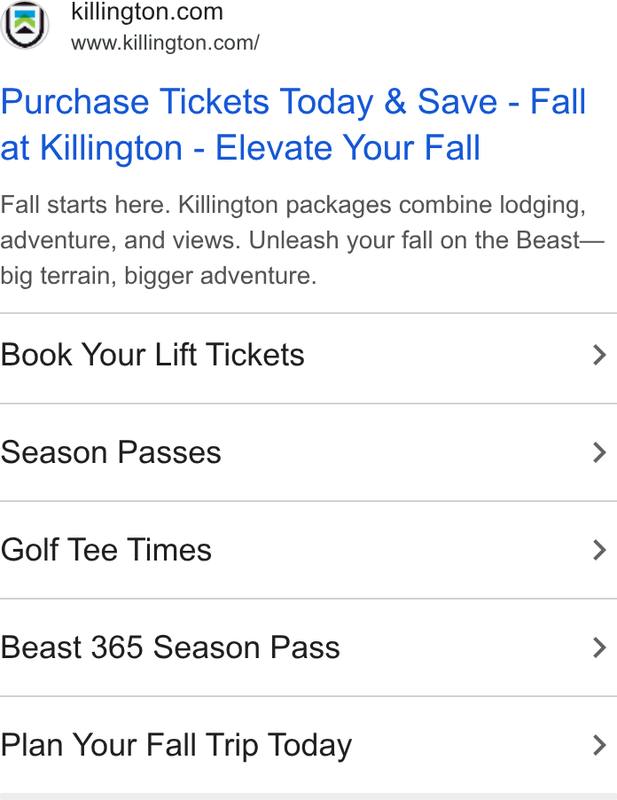 killington.com
www.killington.com/
Purchase Tickets Today & Save - Fall
at Killington - Elevate Your Fall
Fall starts here. Killington packages combine lodging,
adventure, and views. Unleash your fall on the Beast—
big terrain, bigger adventure.
Book Your Lift Tickets
Season Passes
Golf Tee Times
Beast 365 Season Pass
Plan Your Fall Trip Today